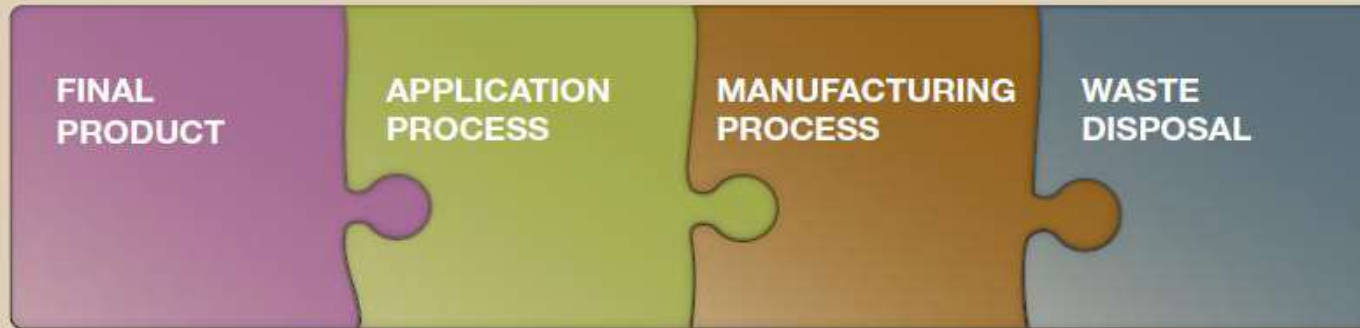 FINAL
PRODUCT
APPLICATION
PROCESS
MANUFACTURING
PROCESS
WASTE
DISPOSAL